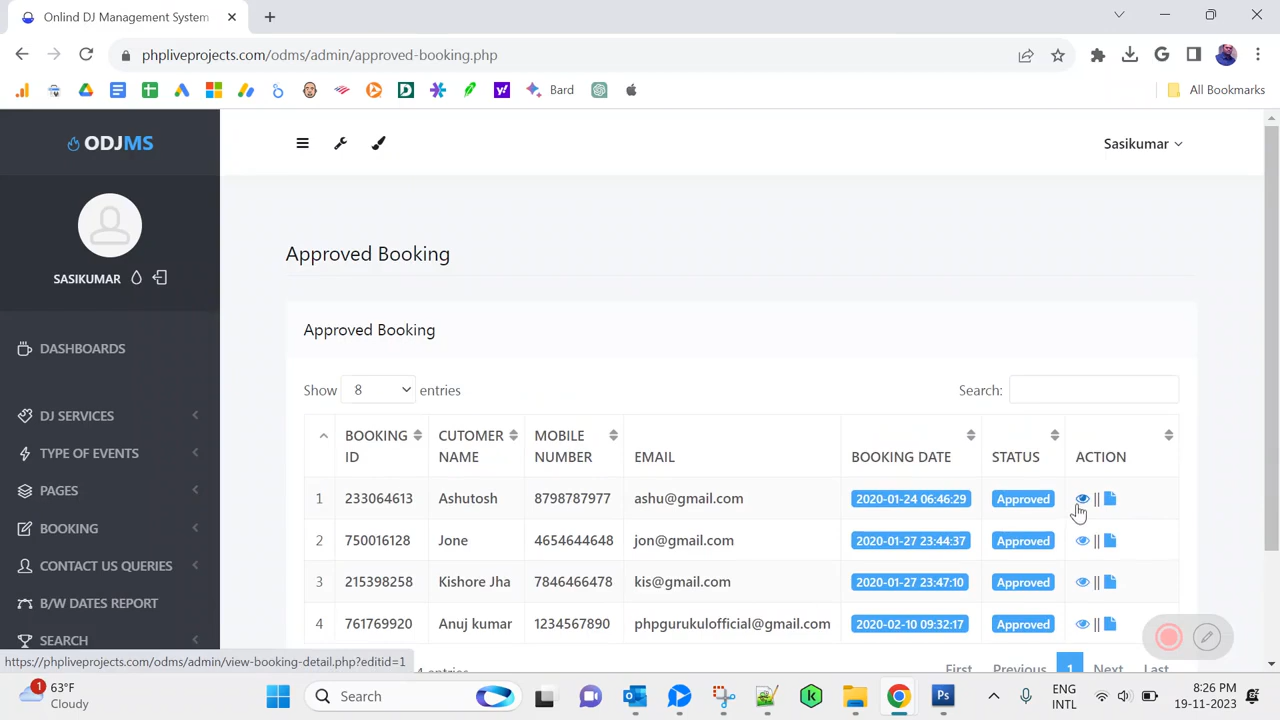 Onlind DJ Management System
phpliveprojects.com/odms/admin/approved-booking.php
Bard
All Bookmarks
ODJMS
Sasikumar
SASIKUMAR
DASHBOARDS
DJ SERVICES
TYPE OF EVENTS
PAGES
BOOKING
CONTACT US QUERIES
B/W DATES REPORT
SEARCH
Approved Booking
Approved Booking
Show 8 entries
Search:
BOOKING ID CUTOMER NAME MOBILE NUMBER EMAIL BOOKING DATE STATUS ACTION
1 233064613 Ashutosh 8798787977 ashu@gmail.com 2020-01-24 06:46:29 Approved ||
2 750016128 Jone 4654644648 jon@gmail.com 2020-01-27 23:44:37 Approved ||
3 215398258 Kishore Jha 7846466478 kis@gmail.com 2020-01-27 23:47:10 Approved ||
4 761769920 Anuj kumar 1234567890 phpgurukulofficial@gmail.com 2020-02-10 09:32:17 Approved ||
4 entries
First Previous 1 Next Last
https://phpliveprojects.com/odms/admin/view-booking-detail.php?editid=1
1
63°F
Cloudy
Search
Ps
ENG
INTL
8:26 PM
19-11-2023